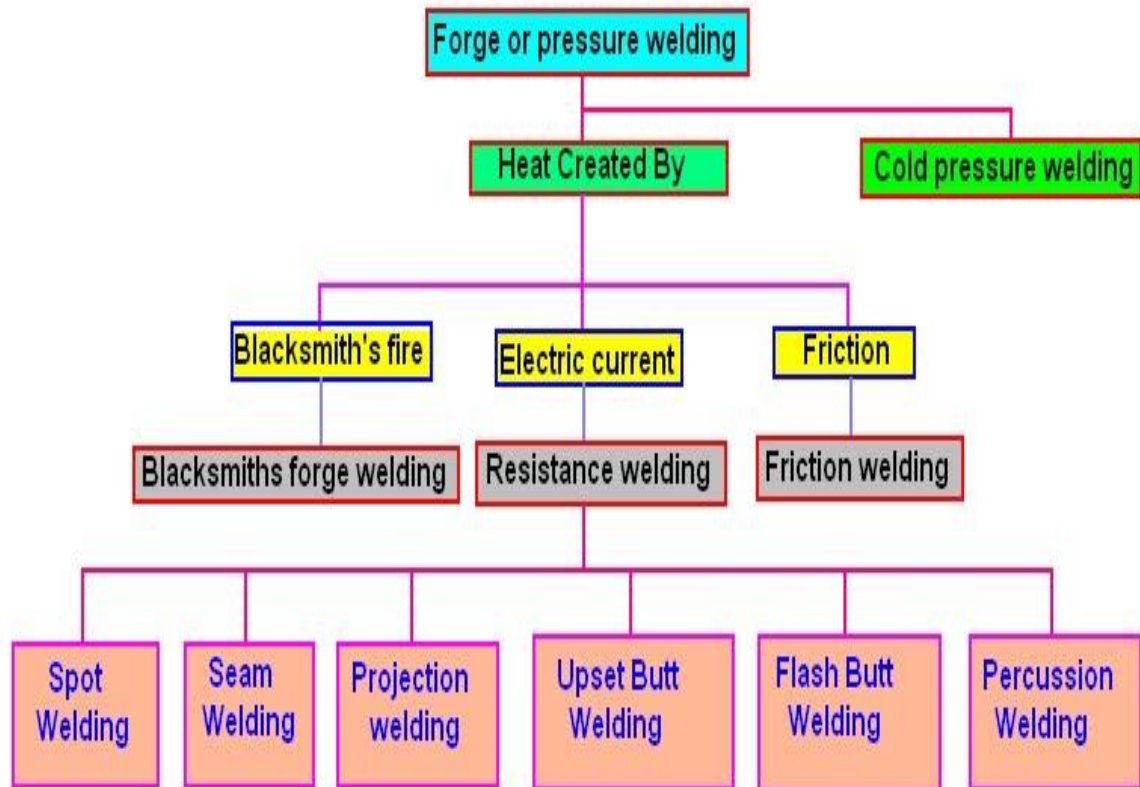 Forge or pressure welding
Heat Created By
Cold pressure welding
Blacksmith's fire
Electric current
Friction
Blacksmiths forge welding
Resistance welding
Friction welding
Spot
Welding
Seam
Welding
Projection
welding
Upset Butt
Welding
Flash Butt
Welding
Percussion
Welding